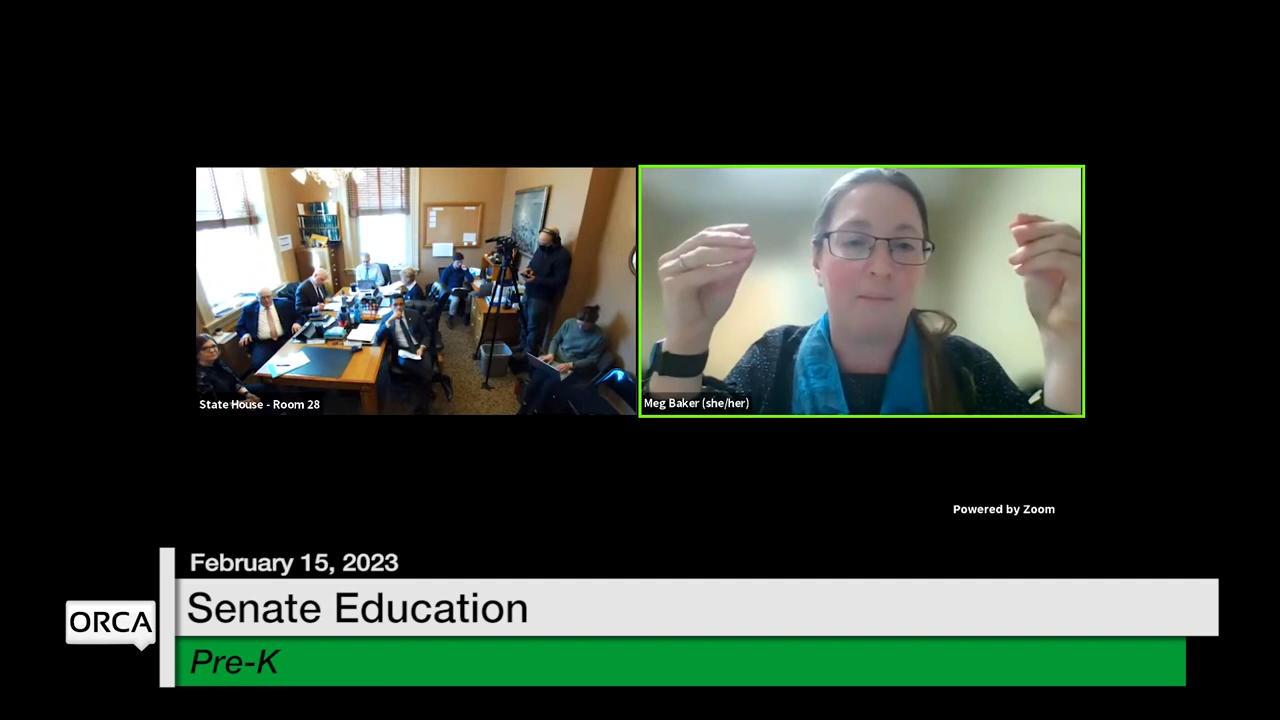 State House - Room 28
Meg Baker (she/her)
Powered by Zoom
February 15, 2023
Senate Education
ORCA
Pre-K